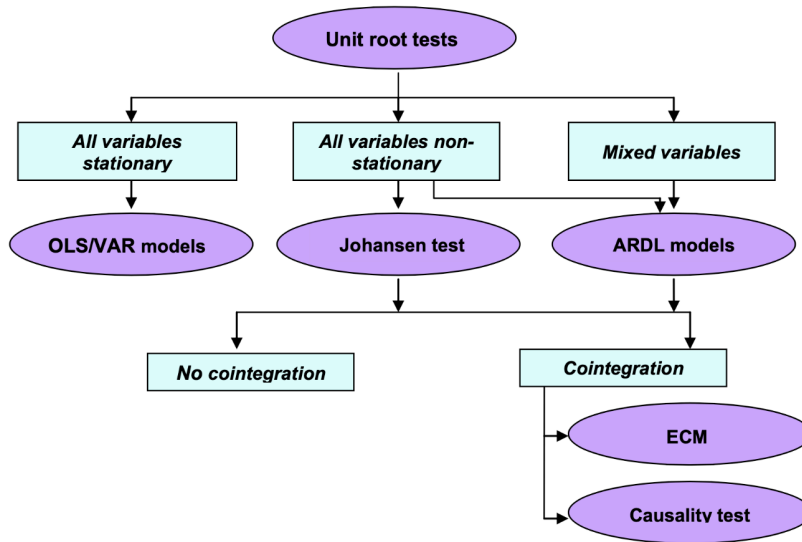 Unit root tests
All variables
stationary
All variables non-
stationary
Mixed variables
OLS/VAR models
Johansen test
ARDL models
No cointegration
Cointegration
ECM
Causality test